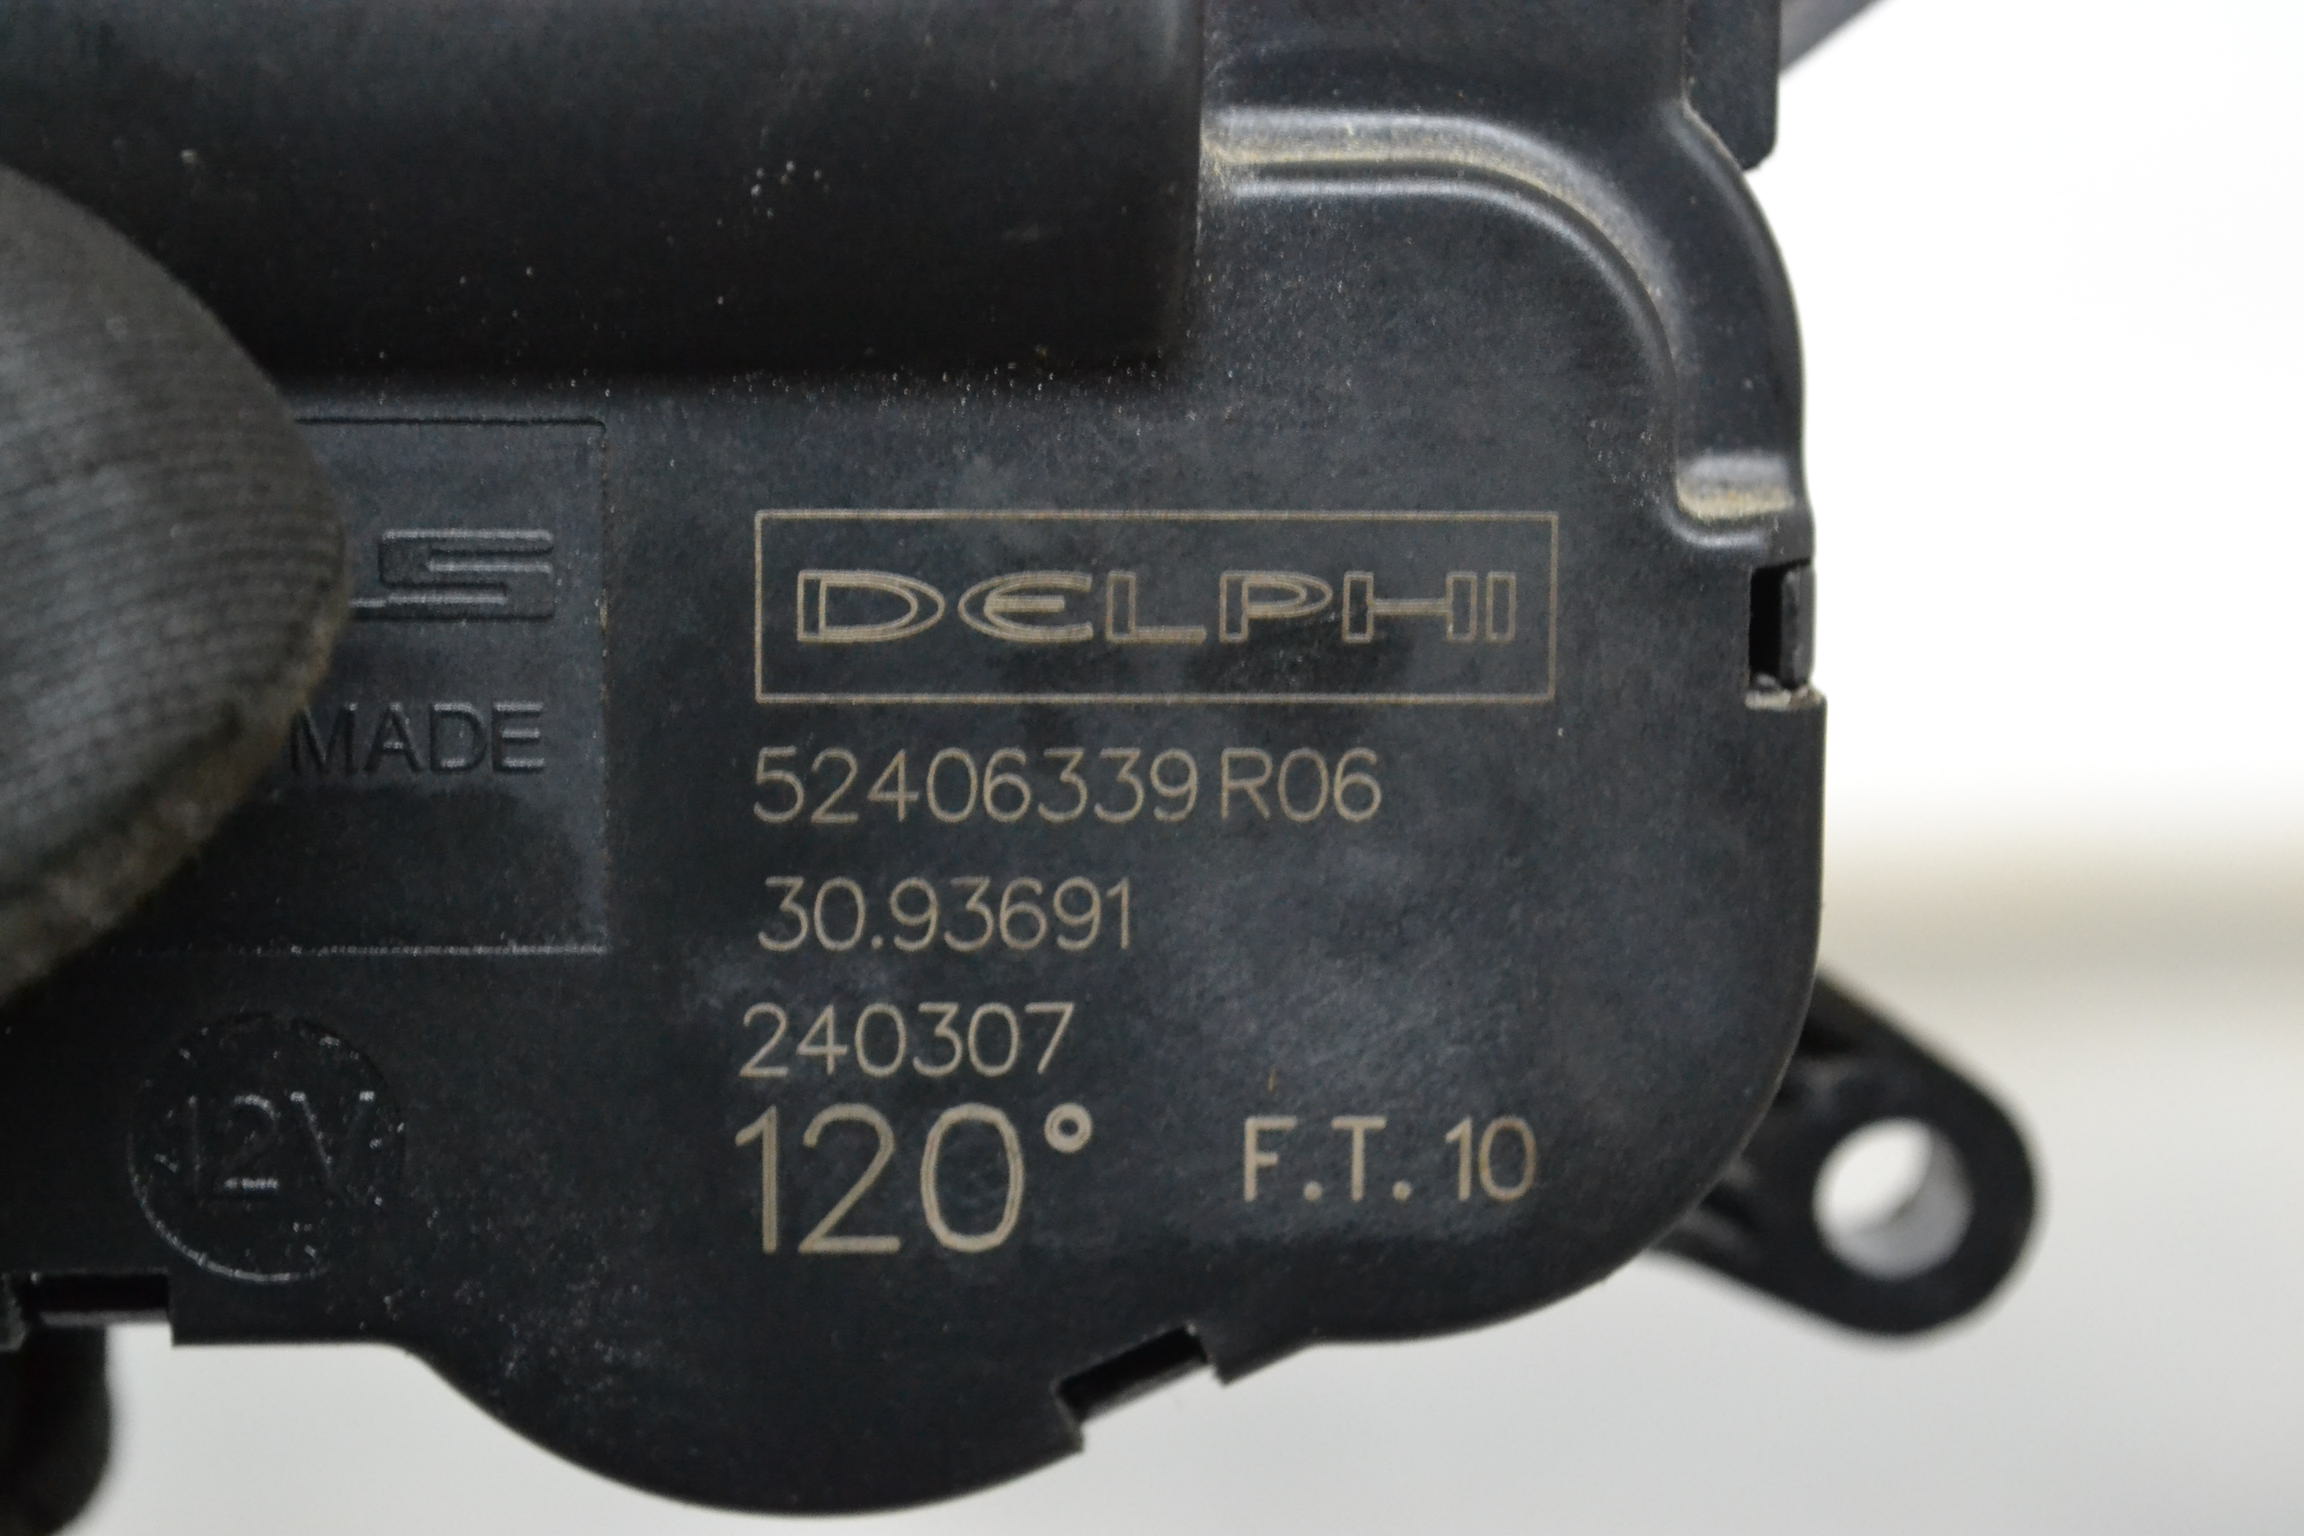 MADE
12V
DELPHI
52406339 R06
30.93691
240307
120° F.T. 10